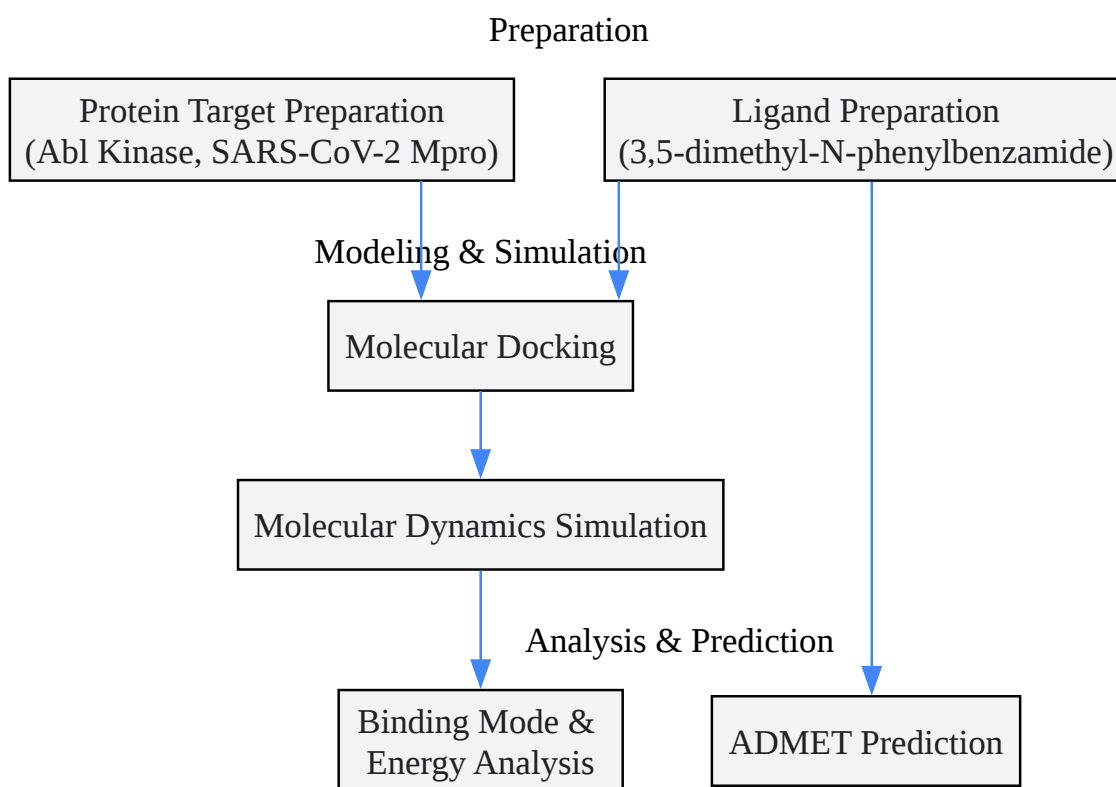 Preparation
Protein Target Preparation
(Abl Kinase, SARS-CoV-2 Mpro)
Ligand Preparation
(3,5-dimethyl-N-phenylbenzamide)
Modeling & Simulation
Molecular Docking
Molecular Dynamics Simulation
Analysis & Prediction
Binding Mode &
Energy Analysis
ADMET Prediction